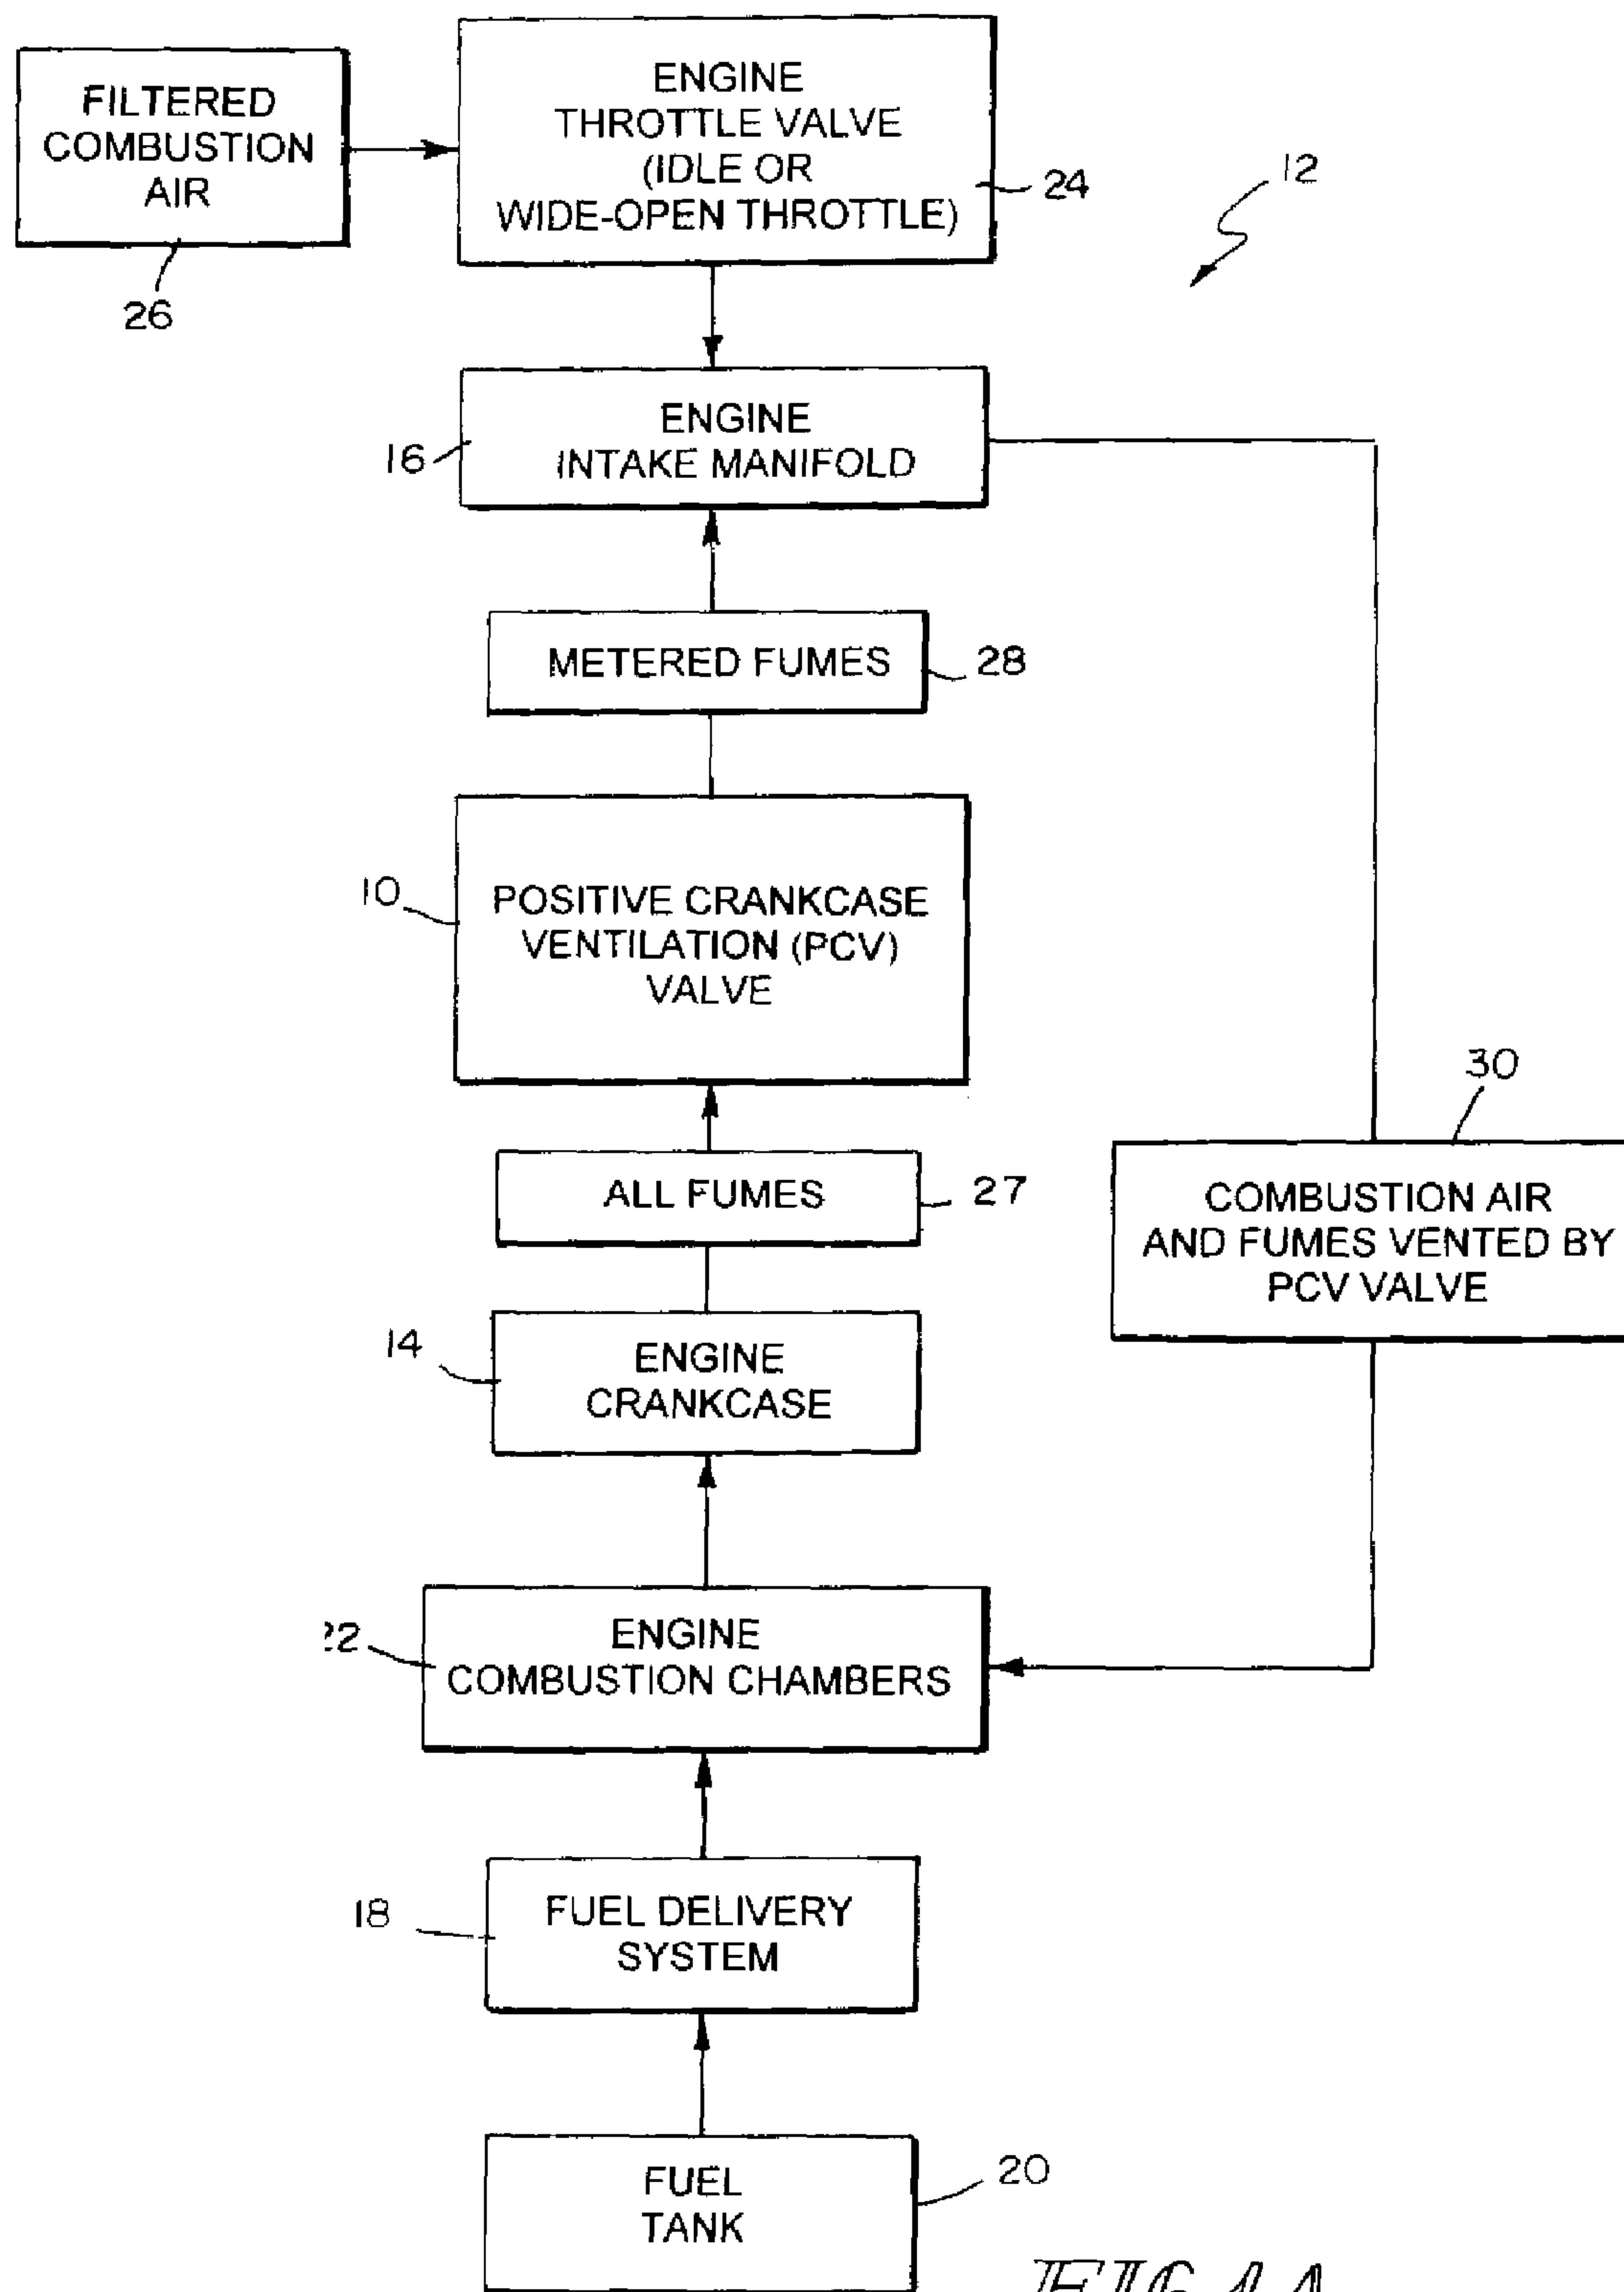 FILTERED
COMBUSTION
AIR
26
ENGINE
THROTTLE VALVE
(IDLE OR
WIDE-OPEN THROTTLE)
24
12
ENGINE
INTAKE MANIFOLD
16
METERED FUMES
28
10
POSITIVE CRANKCASE
VENTILATION (PCV)
VALVE
30
COMBUSTION AIR
AND FUMES VENTED BY
PCV VALVE
ALL FUMES
27
14
ENGINE
CRANKCASE
22
ENGINE
COMBUSTION CHAMBERS
18
FUEL DELIVERY
SYSTEM
FUEL
TANK
20